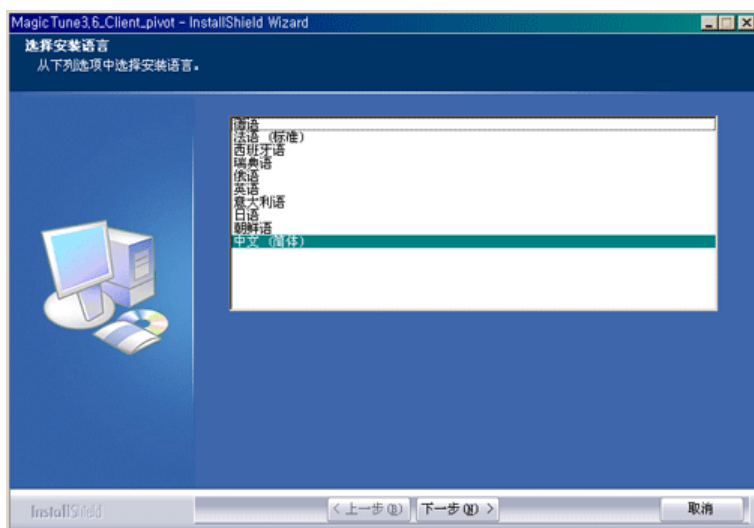 MagicTune3,6_Client_pivot - InstallShield Wizard
选择安装语言
从下列选项中选择安装语言。
德语
法语 (标准)
西班牙语
瑞典语
俄语
英语
意大利语
日语
朝鲜语
中文 (简体)
InstallShield
< 上一步(B)
下一步(N) >
取消